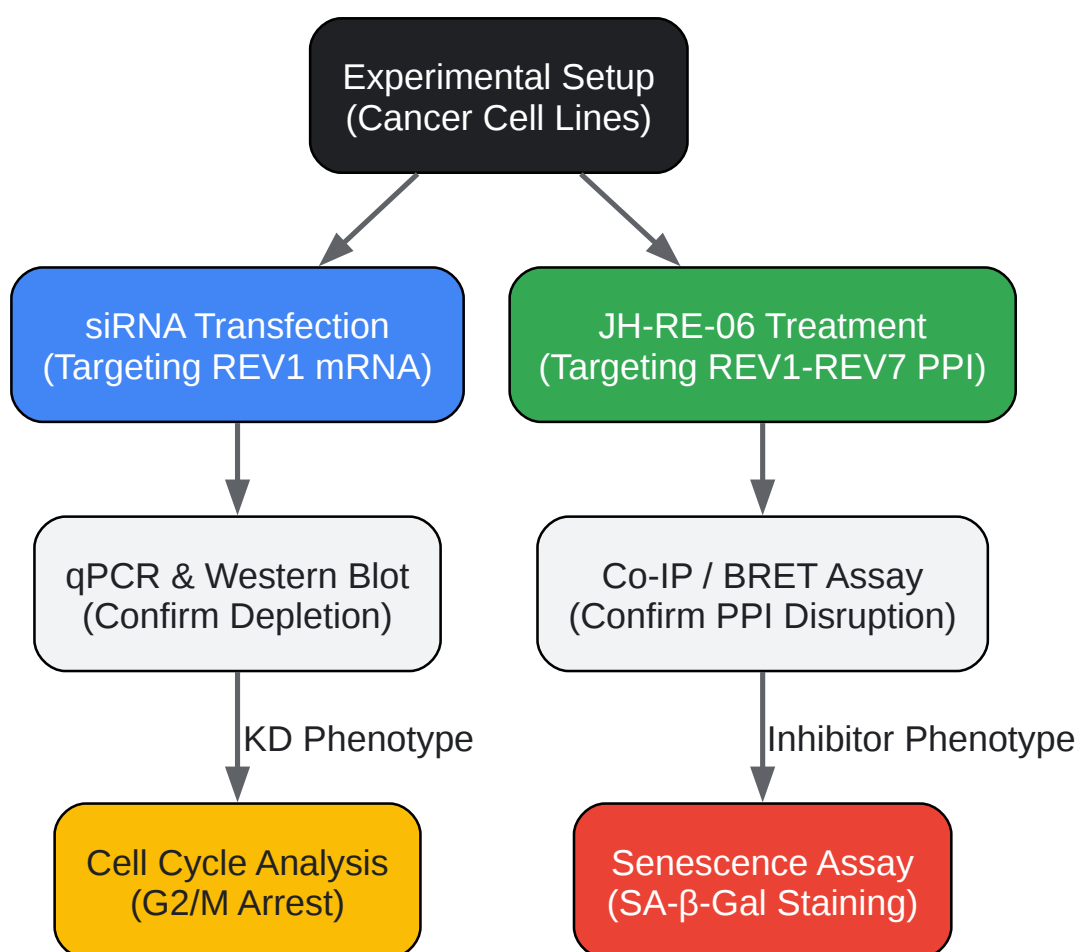 Experimental Setup
(Cancer Cell Lines)
siRNA Transfection
(Targeting REV1 mRNA)
JH-RE-06 Treatment
(Targeting REV1-REV7 PPI)
qPCR & Western Blot
(Confirm Depletion)
Co-IP / BRET Assay
(Confirm PPI Disruption)
KD Phenotype
Inhibitor Phenotype
Cell Cycle Analysis
(G2/M Arrest)
Senescence Assay
(SA-β-Gal Staining)